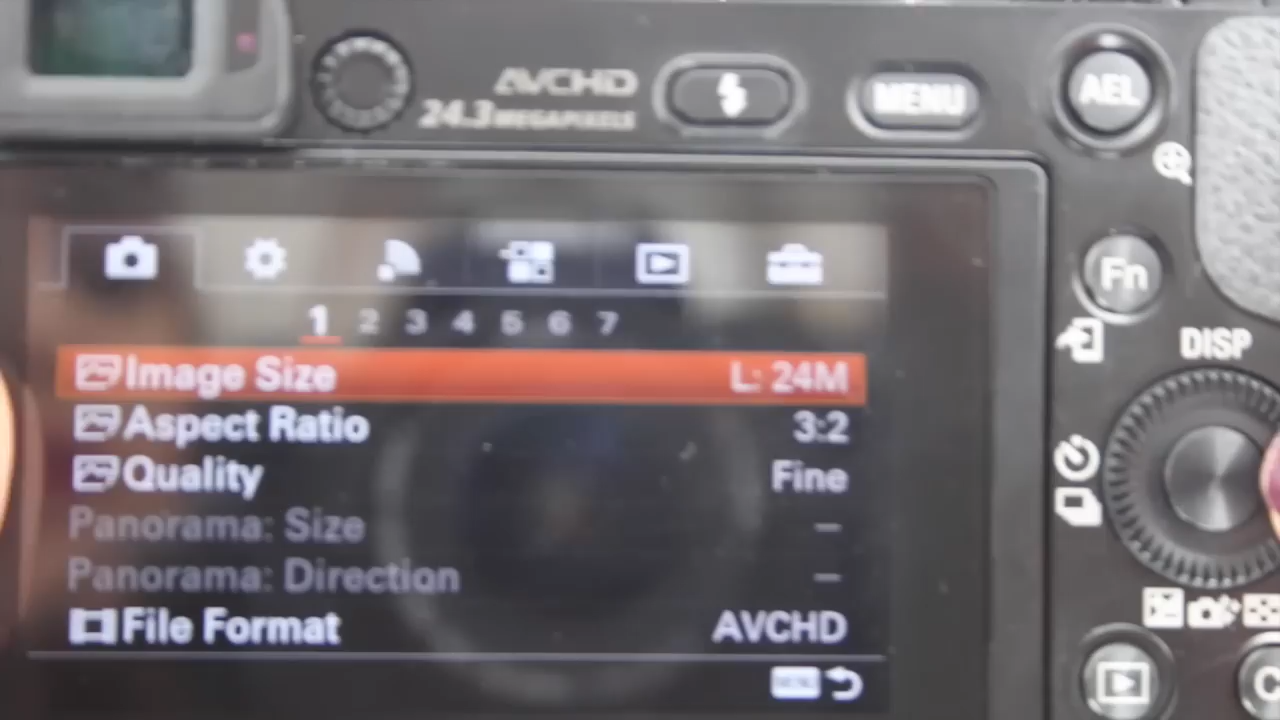 AVCHD
24.3 MEGAPIXELS
MENU
AEL
Fn
DISP
1 2 3 4 5 6 7
Image Size L: 24M
Aspect Ratio 3:2
Quality Fine
Panorama: Size –
Panorama: Direction –
File Format AVCHD
MENU
C